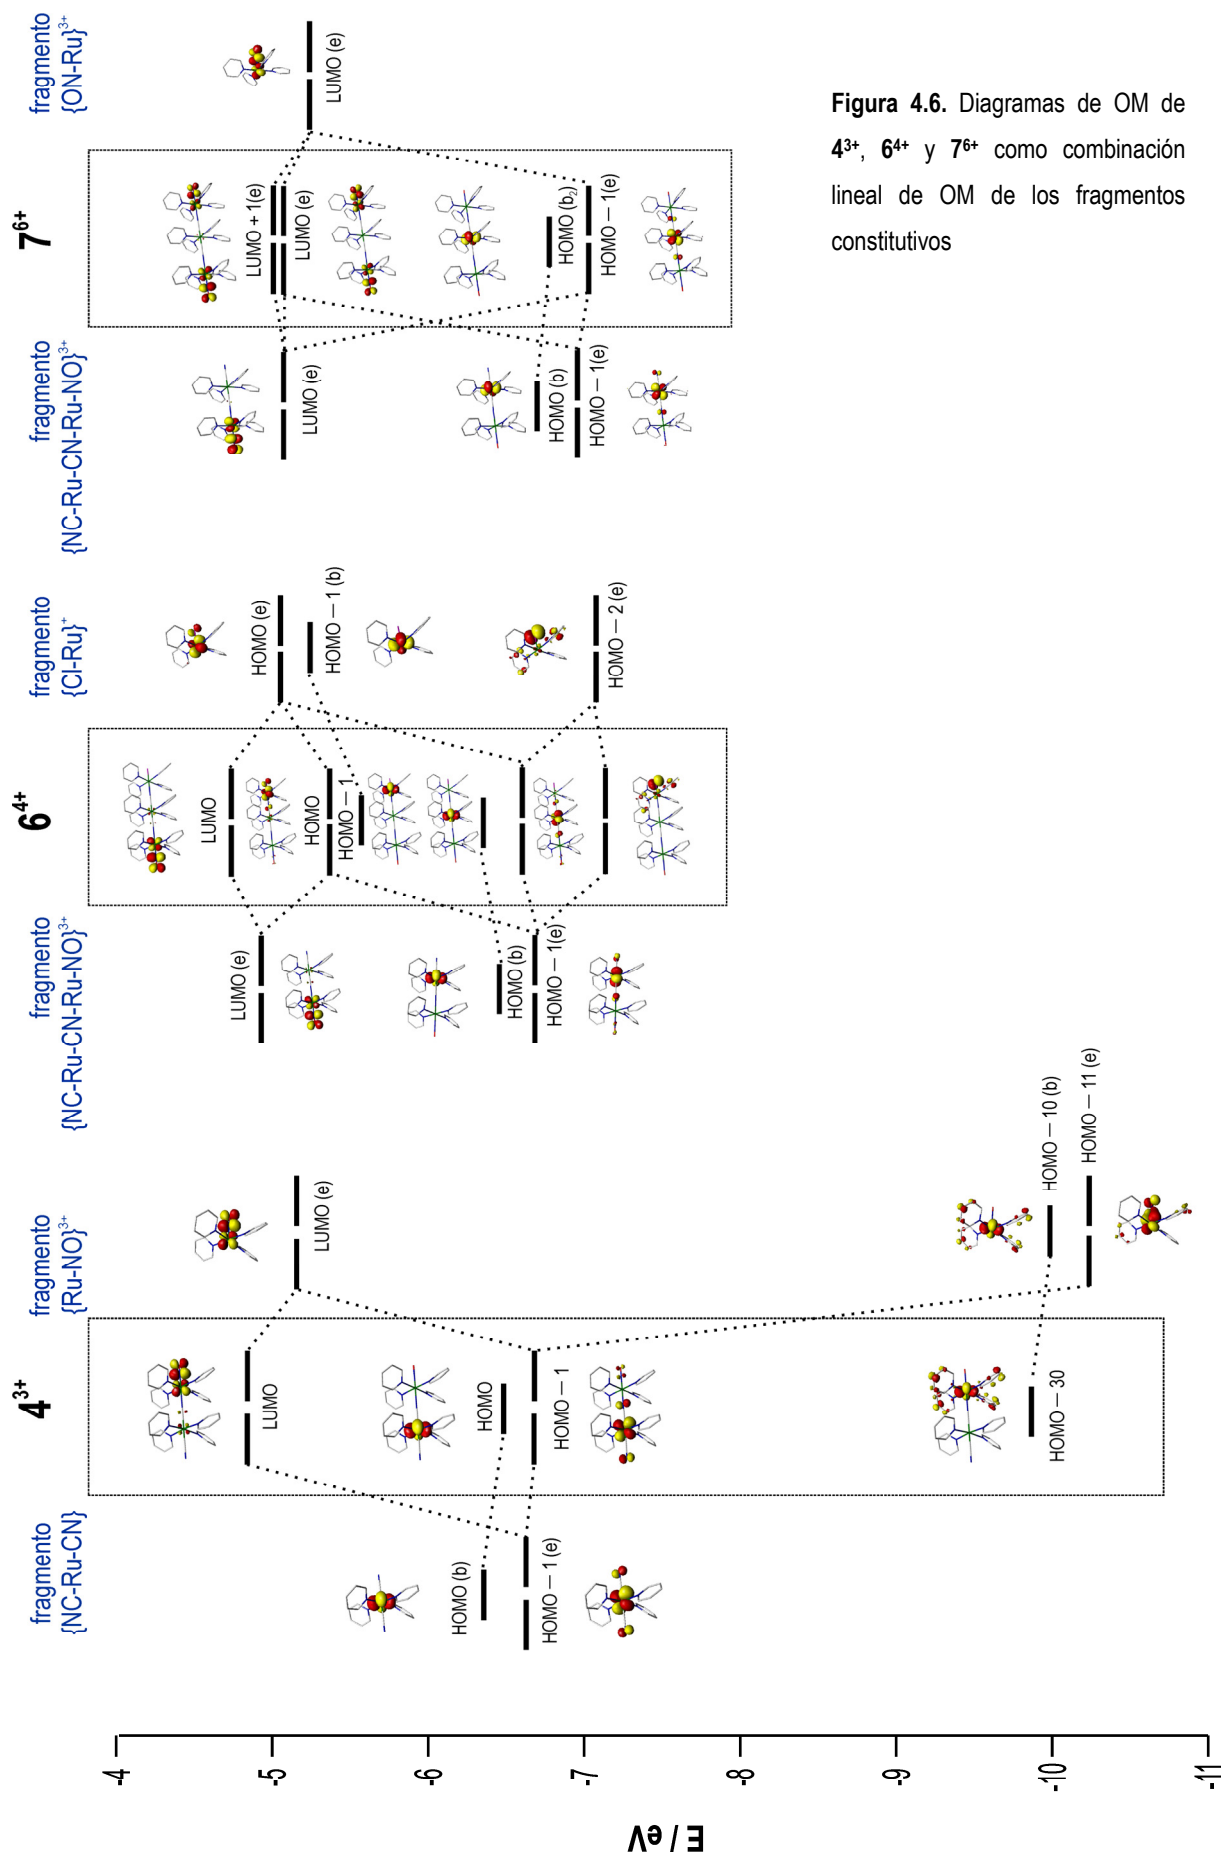 Figura 4.6. Diagramas de OM de
4³⁺, 6⁴⁺ y 7⁶⁺ como combinación
lineal de OM de los fragmentos
constitutivos
E / eV
-4
-5
-6
-7
-8
-9
-10
-11
fragmento
{NC-Ru-CN}
HOMO (b)
HOMO – 1 (e)
4³⁺
LUMO
HOMO
HOMO – 1
HOMO – 30
fragmento
{Ru-NO}³⁺
LUMO (e)
HOMO – 10 (b)
HOMO – 11 (e)
fragmento
{NC-Ru-CN-Ru-NO}³⁺
LUMO (e)
HOMO (b)
HOMO – 1(e)
6⁴⁺
LUMO
HOMO
HOMO – 1
fragmento
{Cl-Ru}⁺
HOMO (e)
HOMO – 1 (b)
HOMO – 2 (e)
fragmento
{NC-Ru-CN-Ru-NO}³⁺
LUMO (e)
HOMO (b)
HOMO – 1(e)
7⁶⁺
LUMO + 1(e)
LUMO (e)
HOMO (b₂)
HOMO – 1(e)
fragmento
{ON-Ru}³⁺
LUMO (e)